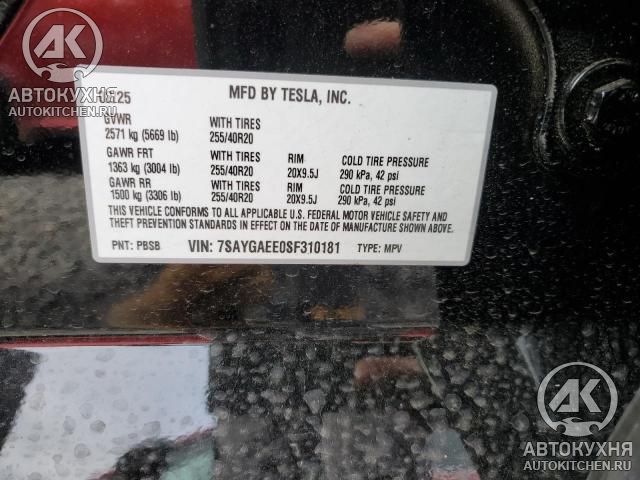 АК
АВТОКУХНЯ
AUTOKITCHEN.RU
MFD BY TESLA, INC.
GVWR
2571 kg (5669 lb)
WITH TIRES
255/40R20
GAWR FRT
1363 kg (3004 lb)
WITH TIRES
255/40R20
RIM
20X9.5J
COLD TIRE PRESSURE
290 kPa, 42 psi
GAWR RR
1500 kg (3306 lb)
WITH TIRES
255/40R20
RIM
20X9.5J
COLD TIRE PRESSURE
290 kPa, 42 psi
THIS VEHICLE CONFORMS TO ALL APPLICABLE U.S. FEDERAL MOTOR VEHICLE SAFETY AND
THEFT PREVENTION STANDARDS IN EFFECT ON THE DATE OF MANUFACTURE SHOWN ABOVE.
PNT: PBSB VIN: 7SAYGAEE0SF310181 TYPE: MPV
АК
АВТОКУХНЯ
AUTOKITCHEN.RU